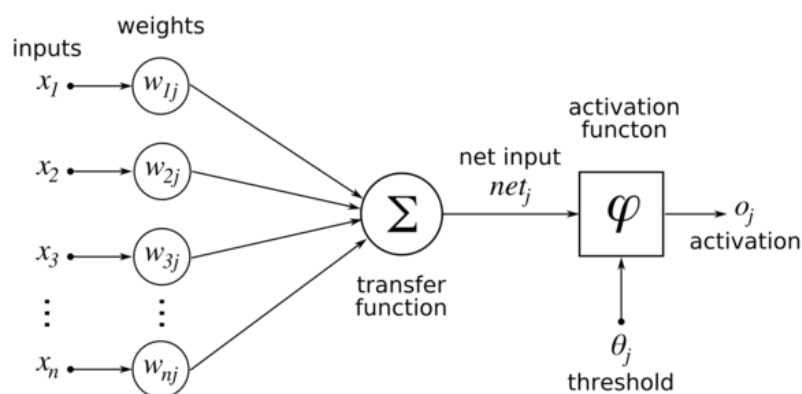 weights
inputs
x₁
w₁ⱼ
activation
functon
x₂
w₂ⱼ
net input
netⱼ
Σ
φ
oⱼ
activation
x₃
w₃ⱼ
transfer
function
θⱼ
threshold
xₙ
wₙⱼ